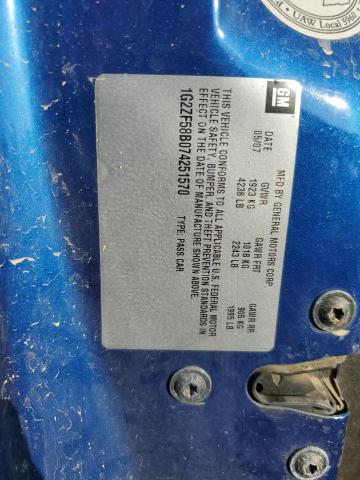 GM
MFD BY GENERAL MOTORS CORP
DATE GVWR GAWR FRT GAWR RR
05/07 1923 KG 1018 KG 905 KG
4238 LB 2243 LB 1995 LB
THIS VEHICLE CONFORMS TO ALL APPLICABLE U.S. FEDERAL MOTOR
VEHICLE SAFETY, BUMPER, AND THEFT PREVENTION STANDARDS IN
EFFECT ON THE DATE OF MANUFACTURE SHOWN ABOVE.
1G2ZF58B074251570 TYPE: PASS CAR
UAW Local